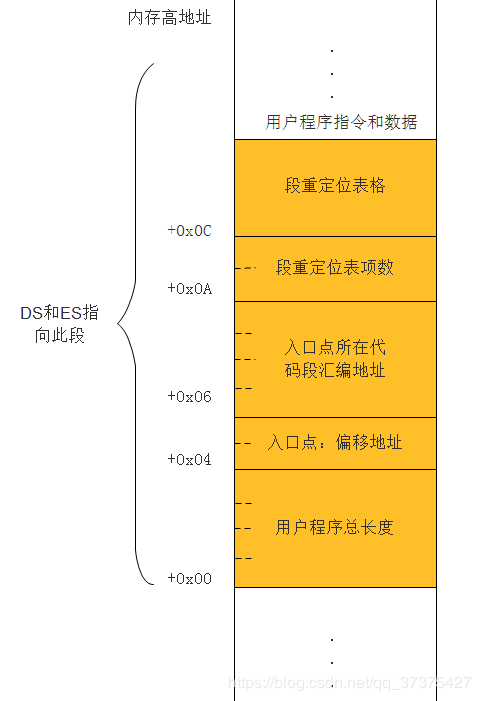 内存高地址
用户程序指令和数据
段重定位表格
+0x0C
段重定位表项数
+0x0A
DS和ES指
向此段
入口点所在代
码段汇编地址
+0x06
入口点：偏移地址
+0x04
用户程序总长度
+0x00
https://blog.csdn.net/qq_37375427